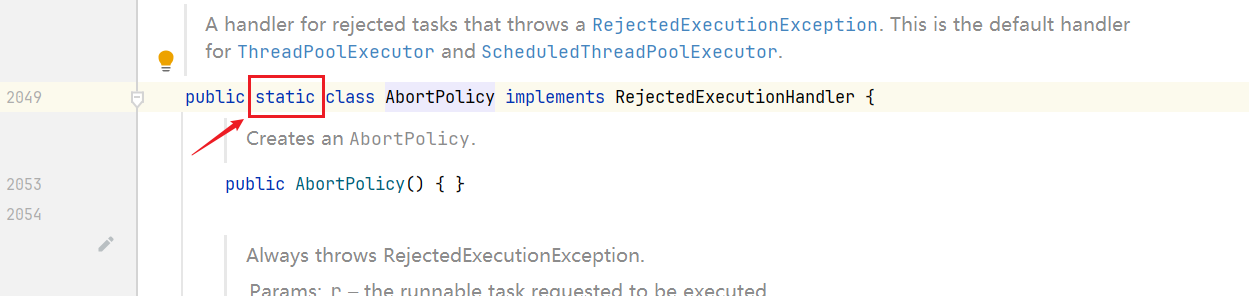 A handler for rejected tasks that throws a RejectedExecutionException. This is the default handler
for ThreadPoolExecutor and ScheduledThreadPoolExecutor.
2049 public static class AbortPolicy implements RejectedExecutionHandler {
Creates an AbortPolicy.
2053 public AbortPolicy() { }
2054
Always throws RejectedExecutionException.
Params: r – the runnable task requested to be executed